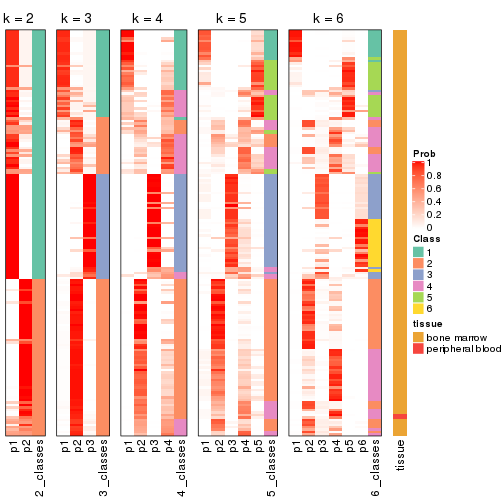 k = 2
k = 3
k = 4
k = 5
k = 6
Prob
1
0.8
0.6
0.4
0.2
0
Class
1
2
3
4
5
6
tissue
bone marrow
peripheral blood
p1
p2
2_classes
p1
p2
p3
3_classes
p1
p2
p3
p4
4_classes
p1
p2
p3
p4
p5
5_classes
p1
p2
p3
p4
p5
p6
6_classes
tissue